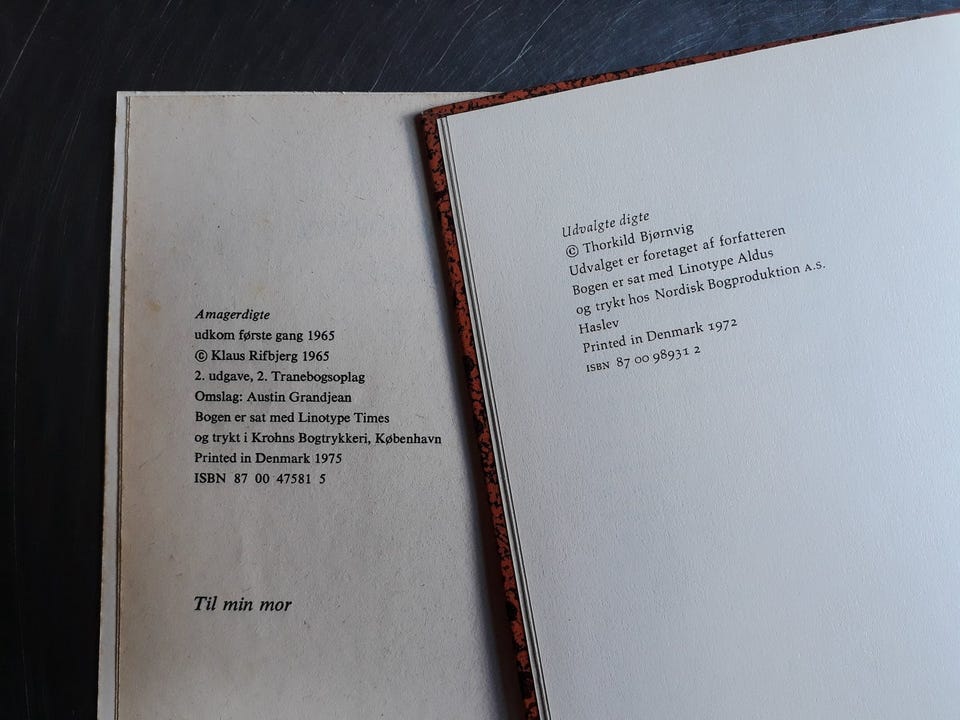 Amagerdigte
udkom første gang 1965
© Klaus Rifbjerg 1965
2. udgave, 2. Tranebogsoplag
Omslag: Austin Grandjean
Bogen er sat med Linotype Times
og trykt i Krohns Bogtrykkeri, København
Printed in Denmark 1975
ISBN 87 00 47581 5
Til min mor
Udvalgte digte
© Thorkild Bjørnvig
Udvalget er foretaget af forfatteren
Bogen er sat med Linotype Aldus
og trykt hos Nordisk Bogproduktion A.S.
Haslev
Printed in Denmark 1972
ISBN 87 00 98931 2